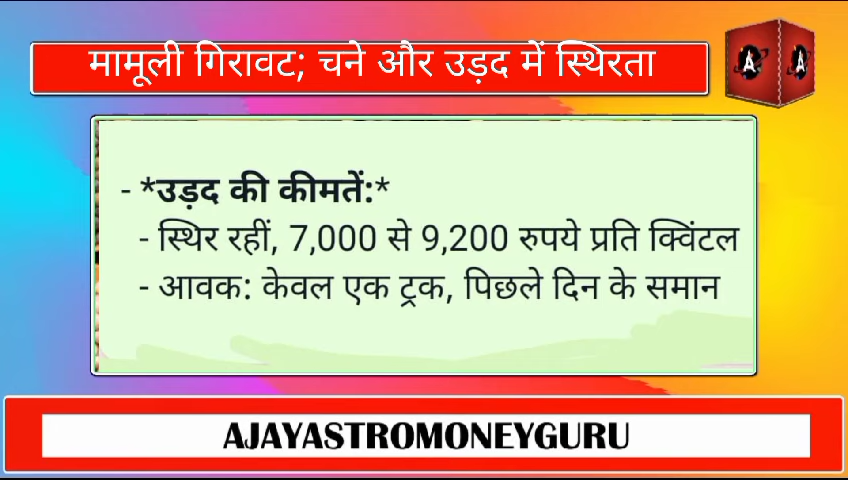 मामूली गिरावट; चने और उड़द में स्थिरता
A A
- *उड़द की कीमतें:*
- स्थिर रहीं, 7,000 से 9,200 रुपये प्रति क्विंटल
- आवक: केवल एक ट्रक, पिछले दिन के समान
AJAYASTROMONEYGURU